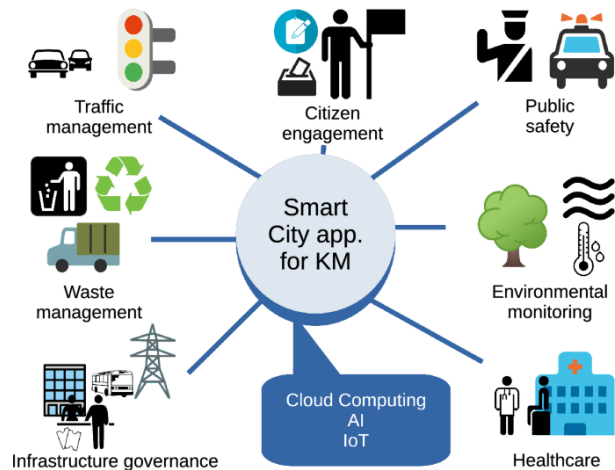 Traffic
management
Citizen
engagement
Public
safety
Smart
City app.
for KM
Waste
management
Environmental
monitoring
Cloud Computing
AI
IoT
Infrastructure governance
Healthcare